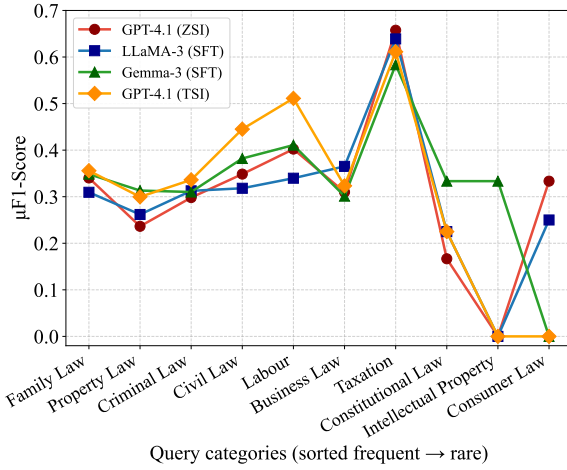 GPT-4.1 (ZSI)
LLaMA-3 (SFT)
Gemma-3 (SFT)
GPT-4.1 (TSI)
µF1-Score
0.7
0.6
0.5
0.4
0.3
0.2
0.1
0.0
Family Law
Property Law
Criminal Law
Civil Law
Labour
Business Law
Taxation
Constitutional Law
Intellectual Property
Consumer Law
Query categories (sorted frequent → rare)